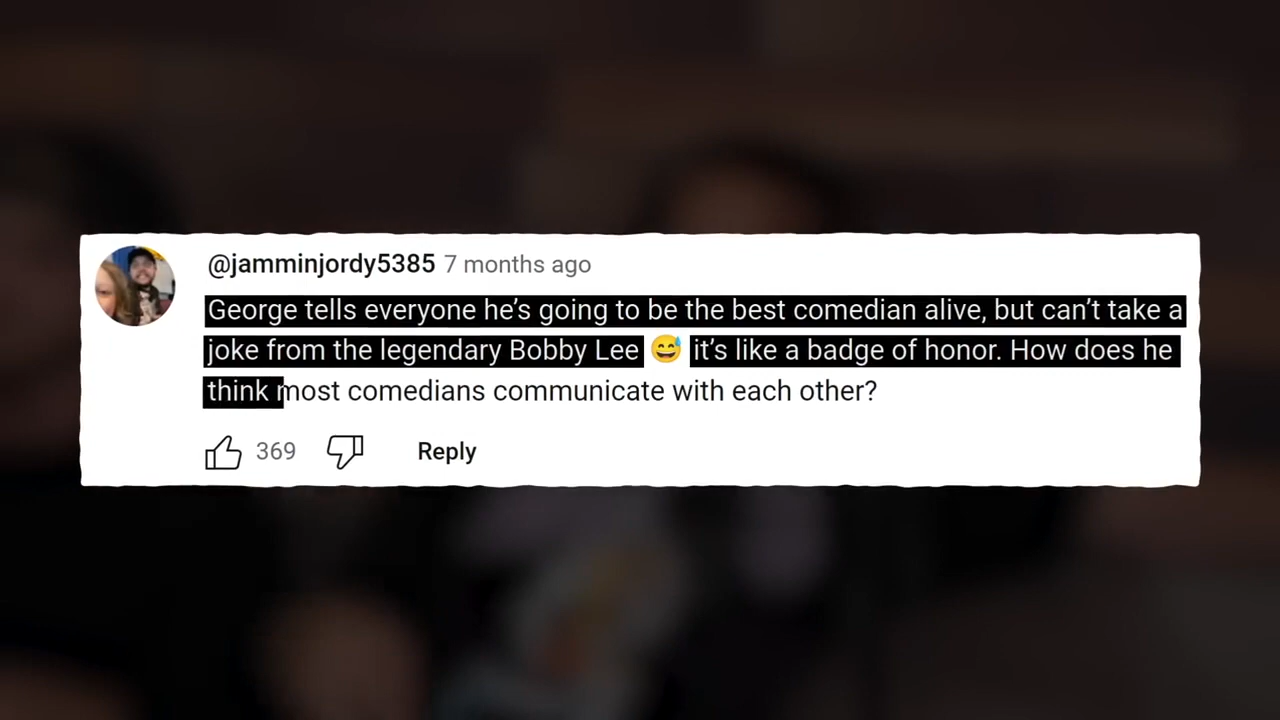 @jamminjordy5385 7 months ago
George tells everyone he’s going to be the best comedian alive, but can’t take a
joke from the legendary Bobby Lee 😅 it’s like a badge of honor. How does he
think most comedians communicate with each other?
369 Reply